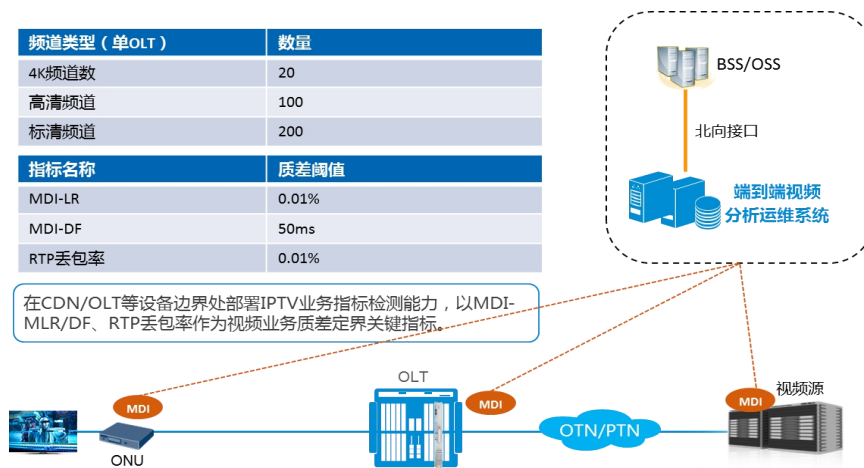 频道类型（单OLT） 数量
4K频道数 20
高清频道 100
标清频道 200
指标名称 质差阈值
MDI-LR 0.01%
MDI-DF 50ms
RTP丢包率 0.01%
在CDN/OLT等设备边界处部署IPTV业务指标检测能力，以MDI-
MLR/DF、RTP丢包率作为视频业务质差定界关键指标。
BSS/OSS
北向接口
端到端视频
分析运维系统
OLT
视频源
MDI
MDI
MDI
OTN/PTN
ONU